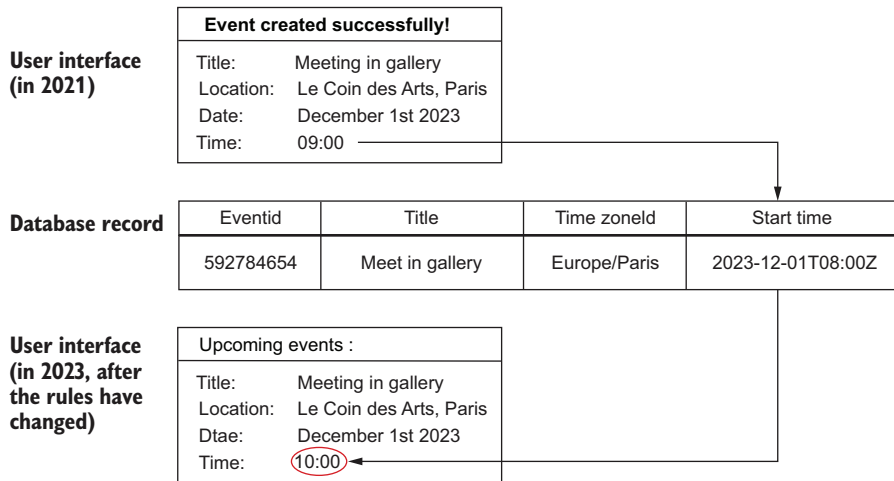 Event created successfully!
User interface
(in 2021)
Title: Meeting in gallery
Location: Le Coin des Arts, Paris
Date: December 1st 2023
Time: 09:00
Database record
Eventid Title Time zoneId Start time
592784654 Meet in gallery Europe/Paris 2023-12-01T08:00Z
User interface
(in 2023, after
the rules have
changed)
Upcoming events :
Title: Meeting in gallery
Location: Le Coin des Arts, Paris
Dtae: December 1st 2023
Time: 10:00